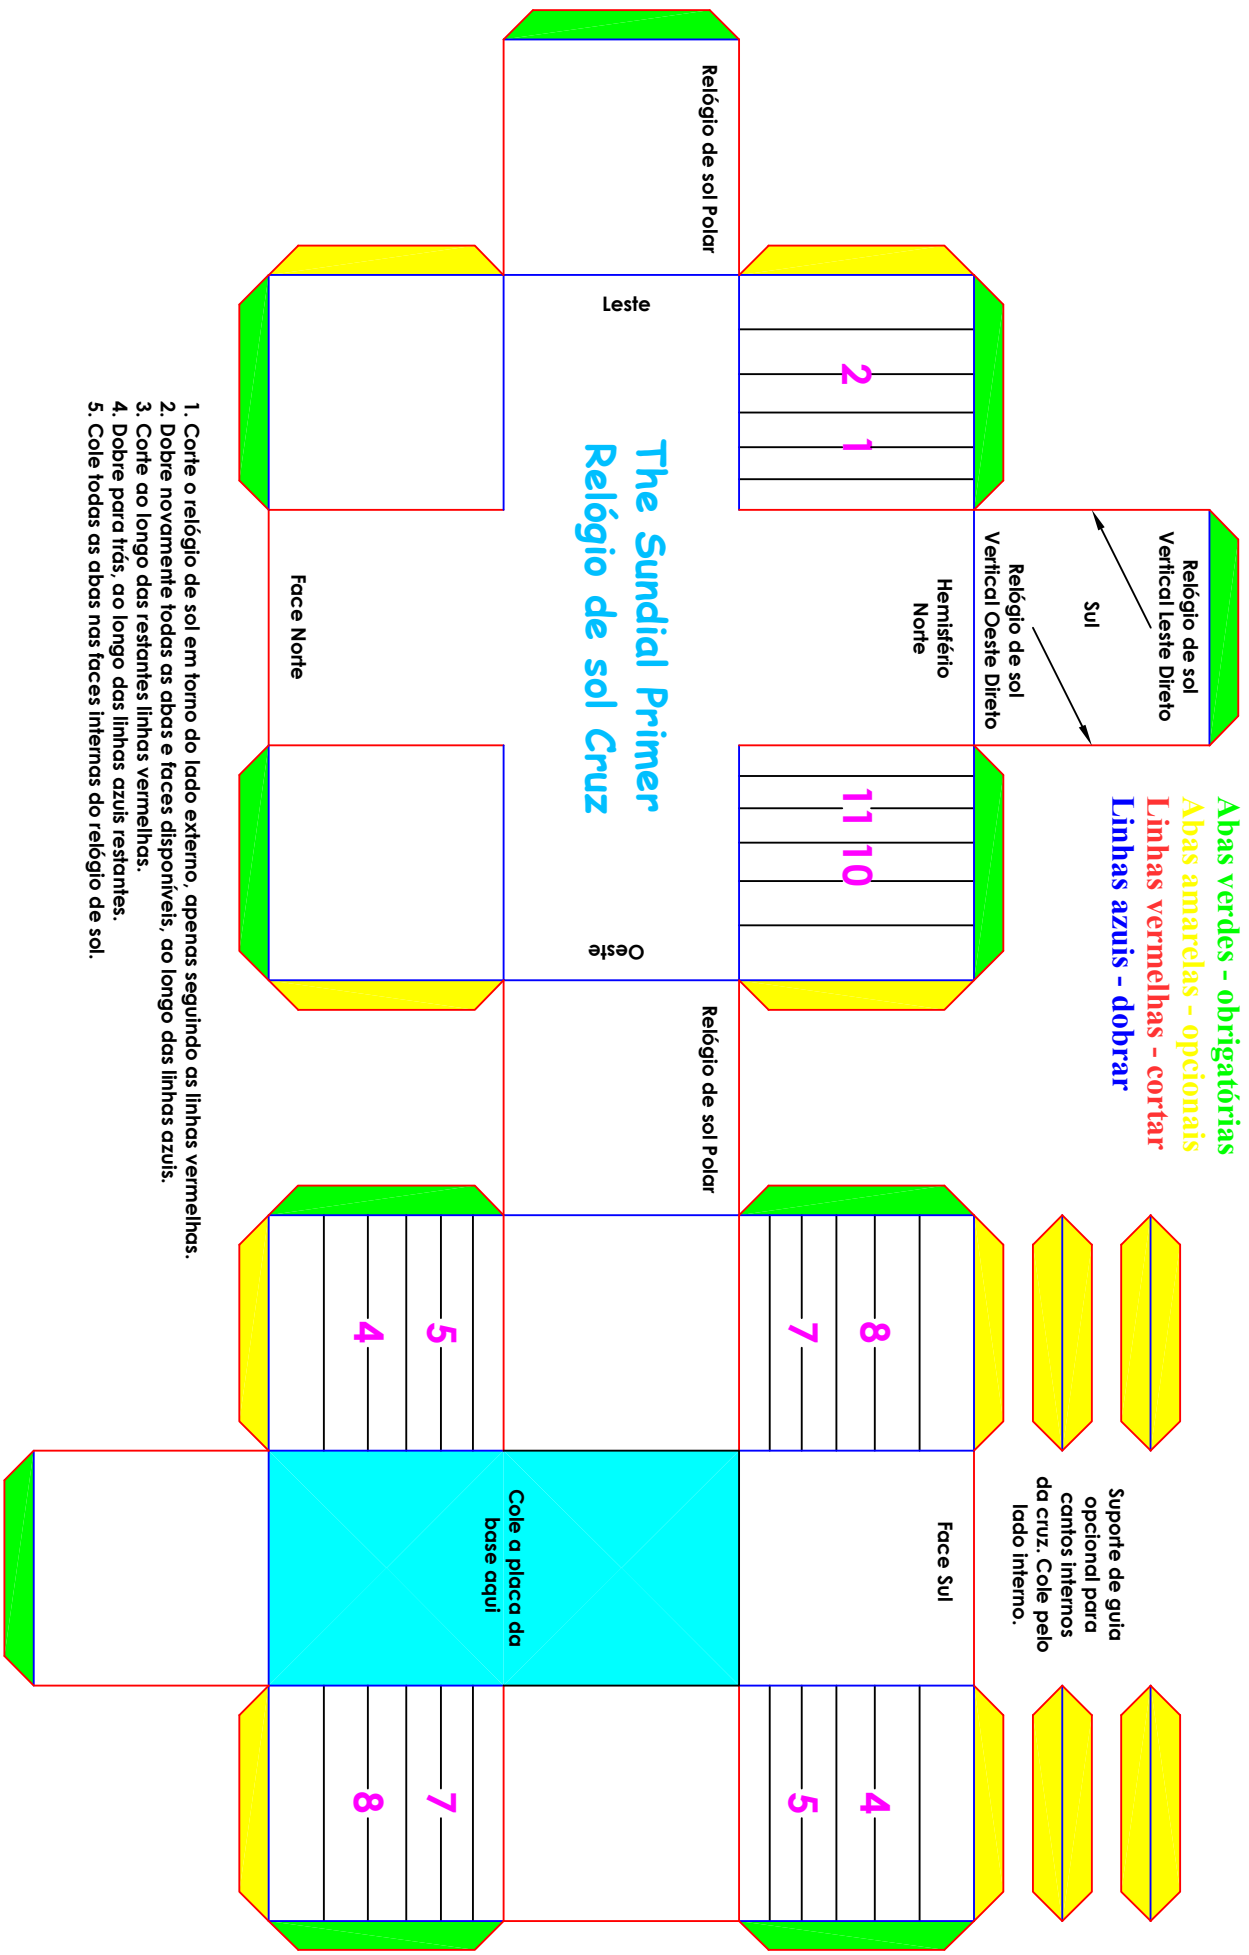 Abas verdes - obrigatórias
Abas amarelas - opcionais
Linhas vermelhas - cortar
Linhas azuis - dobrar
Relógio de sol
Vertical Leste Direto
Sul
Relógio de sol
Vertical Oeste Direto
Hemisfério
Norte
Suporte de guia
opcional para
cantos internos
da cruz. Cole pelo
lado interno.
2
1
11
10
8
7
Face Sul
4
5
Relógio de sol Polar
Leste
The Sundial Primer
Relógio de sol Cruz
Oeste
Relógio de sol Polar
Cole a placa da
base aqui
5
4
7
8
Face Norte
1. Corte o relógio de sol em torno do lado externo, apenas seguindo as linhas vermelhas.
2. Dobre novamente todas as abas e faces disponíveis, ao longo das linhas azuis.
3. Corte ao longo das restantes linhas vermelhas.
4. Dobre para trás, ao longo das linhas azuis restantes.
5. Cole todas as abas nas faces internas do relógio de sol.